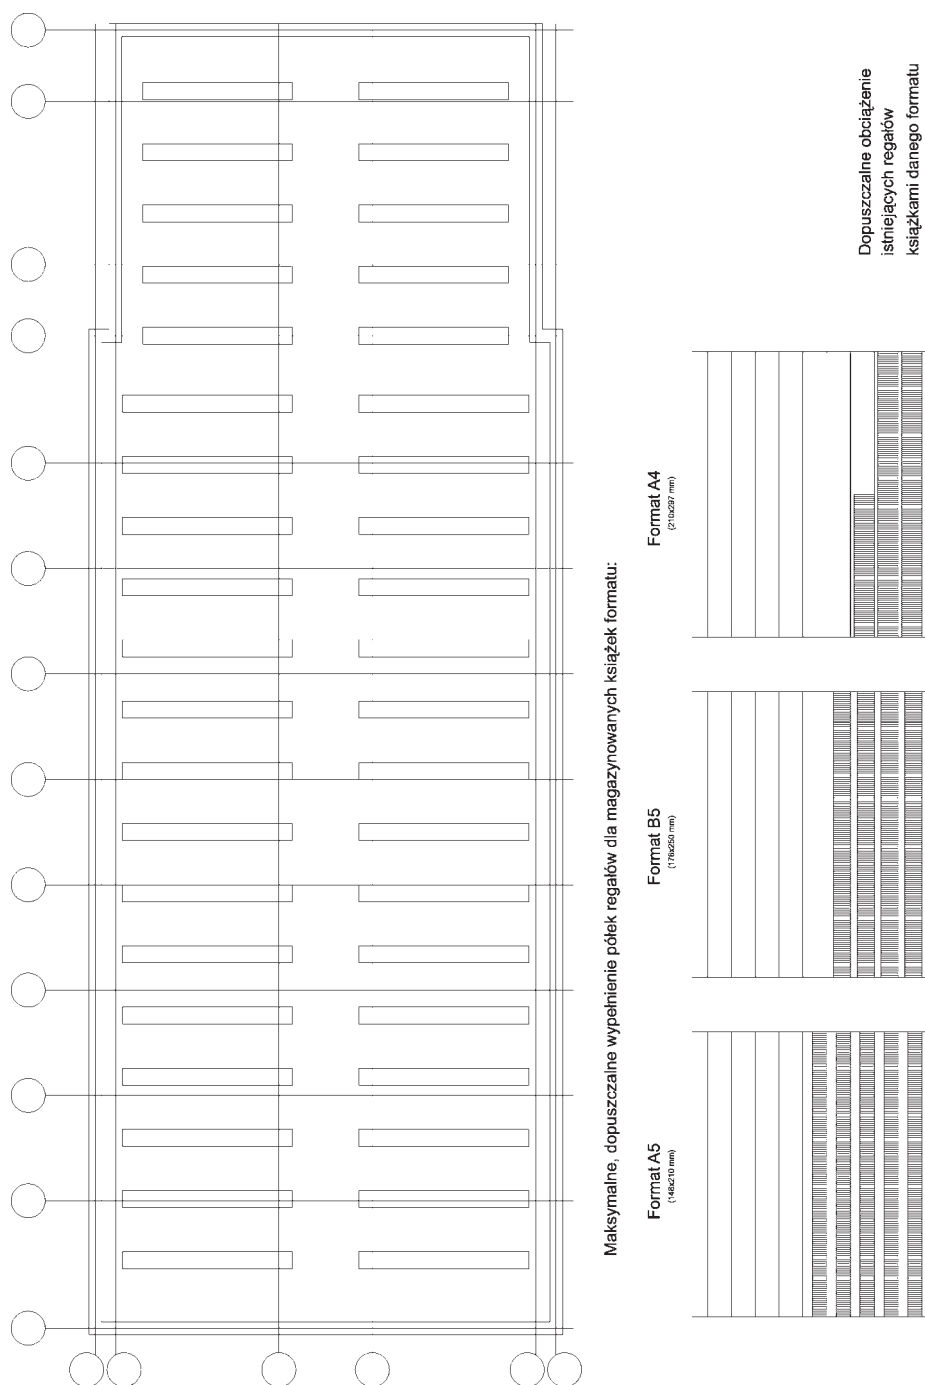 Dopuszczalne obciążenie
istniejących regałów
książkami danego formatu
Maksymalne, dopuszczalne wypełnienie półek regałów dla magazynowanych książek formatu:
Format A5
(148x210 mm)
Format B5
(176x250 mm)
Format A4
(210x297 mm)